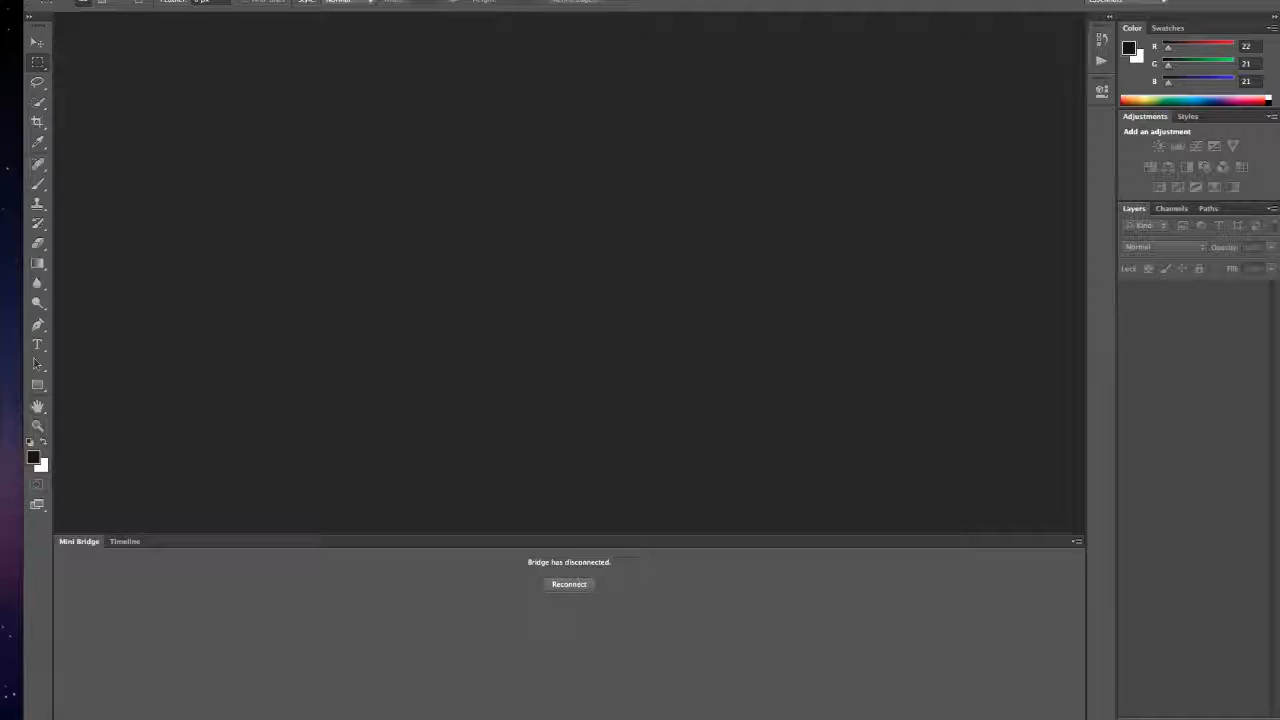 Color Swatches
R 22
G 21
B 21
Adjustments Styles
Add an adjustment
Layers Channels Paths
Kind
Normal Opacity:
Lock Fill:
T
Mini Bridge Timeline
Bridge has disconnected.
Reconnect